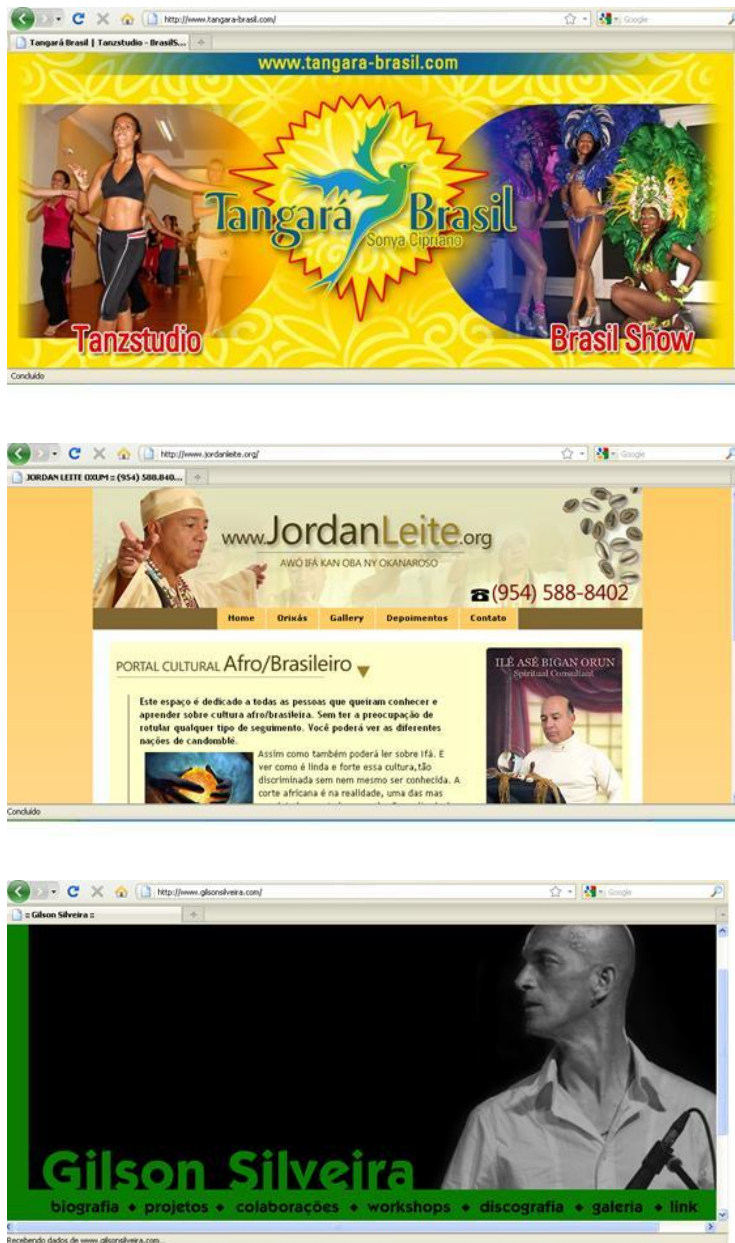 http://www.tangara-brasil.com/
Google
Tangará Brasil | Tanzstudio - BrasilS...
www.tangara-brasil.com
Tangará Brasil
Sonya Cipriano
Tanzstudio
Brasil Show
Concluído
http://www.jordanleite.org/
Google
JORDAN LEITE OXUM :: (954) 588.840...
www.JordanLeite.org
AWÓ IFÁ KAN OBA NY OKANAROSO
(954) 588-8402
Home Orixás Gallery Depoimentos Contato
PORTAL CULTURAL Afro/Brasileiro
ILÊ ASÉ BIGAN ORUN
Spiritual Consultant
Este espaço é dedicado a todas as pessoas que queiram conhecer e
aprender sobre cultura afro/brasileira. Sem ter a preocupação de
rotular qualquer tipo de seguimento. Você poderá ver as diferentes
nações de candomblé.
Assim como também poderá ler sobre Ifá. E
ver como é linda e forte essa cultura,tão
discriminada sem nem mesmo ser conhecida. A
corte africana é na realidade, uma das mas
Concluído
http://www.gilsonsilveira.com/
Google
:: Gilson Silveira ::
Gilson Silveira
biografia • projetos • colaborações • workshops • discografia • galeria • link
Recebendo dados de www.gilsonsilveira.com...